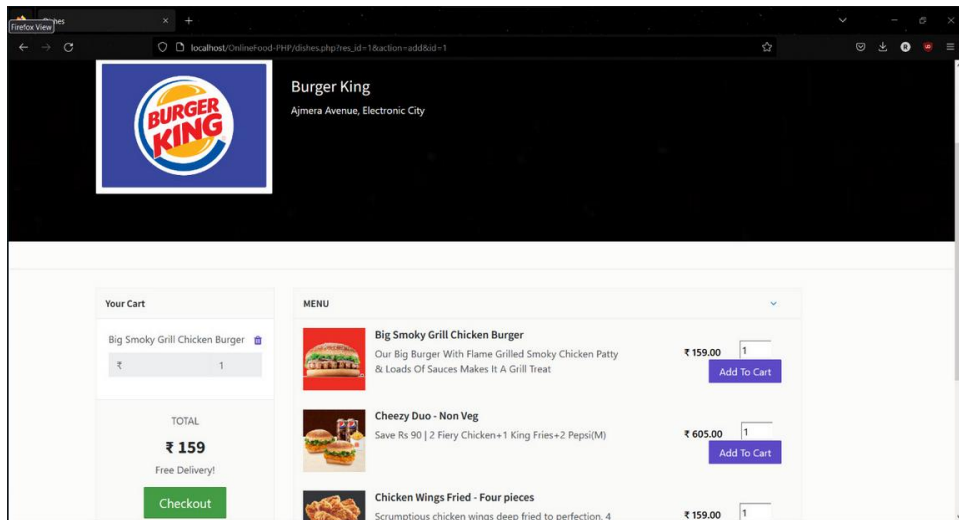 Dishes
Firefox View
localhost/OnlineFood-PHP/dishes.php?res_id=1&action=add&id=1
BURGER
KING
Burger King
Ajmera Avenue, Electronic City
Your Cart
Big Smoky Grill Chicken Burger
₹ 1
TOTAL
₹ 159
Free Delivery!
Checkout
MENU
Big Smoky Grill Chicken Burger
Our Big Burger With Flame Grilled Smoky Chicken Patty
& Loads Of Sauces Makes It A Grill Treat
₹ 159.00 1
Add To Cart
Cheezy Duo - Non Veg
Save Rs 90 | 2 Fiery Chicken+1 King Fries+2 Pepsi(M)
₹ 605.00 1
Add To Cart
Chicken Wings Fried - Four pieces
Scrumptious chicken wings deep fried to perfection. 4
₹ 159.00 1